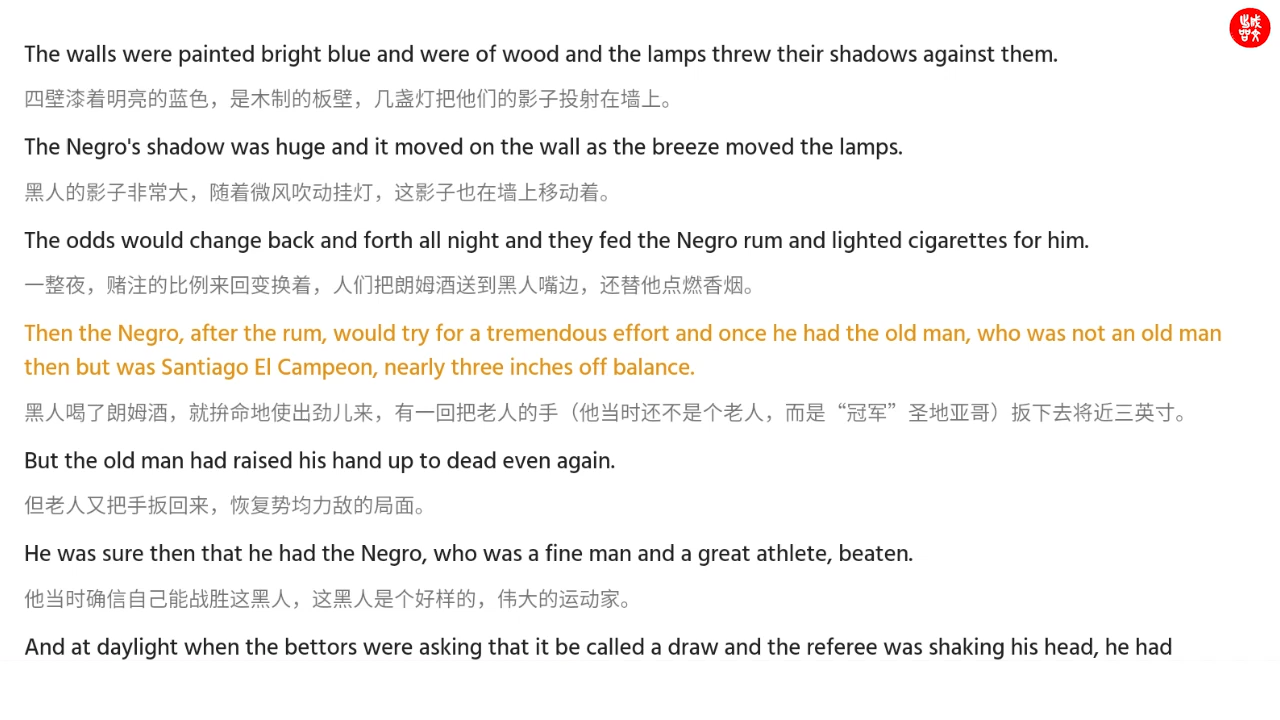 The walls were painted bright blue and were of wood and the lamps threw their shadows against them.
四壁漆着明亮的蓝色，是木制的板壁，几盏灯把他们的影子投射在墙上。
The Negro's shadow was huge and it moved on the wall as the breeze moved the lamps.
黑人的影子非常大，随着微风吹动挂灯，这影子也在墙上移动着。
The odds would change back and forth all night and they fed the Negro rum and lighted cigarettes for him.
一整夜，赌注的比例来回变换着，人们把朗姆酒送到黑人嘴边，还替他点燃香烟。
Then the Negro, after the rum, would try for a tremendous effort and once he had the old man, who was not an old man
then but was Santiago El Campeon, nearly three inches off balance.
黑人喝了朗姆酒，就拚命地使出劲儿来，有一回把老人的手（他当时还不是个老人，而是“冠军”圣地亚哥）扳下去将近三英寸。
But the old man had raised his hand up to dead even again.
但老人又把手扳回来，恢复势均力敌的局面。
He was sure then that he had the Negro, who was a fine man and a great athlete, beaten.
他当时确信自己能战胜这黑人，这黑人是个好样的，伟大的运动家。
And at daylight when the bettors were asking that it be called a draw and the referee was shaking his head, he had